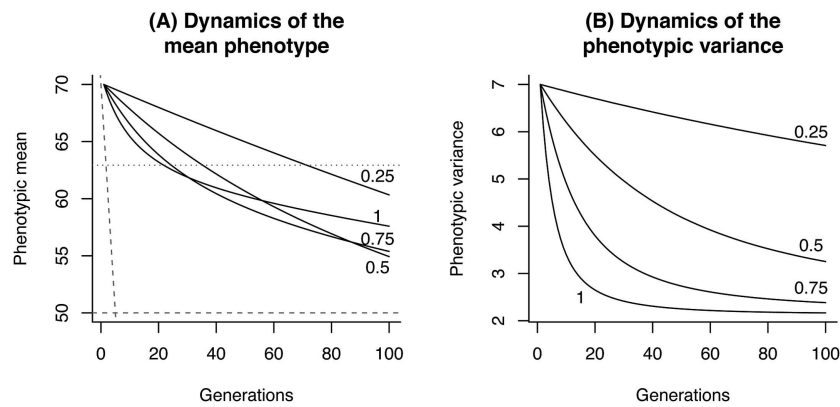 (A) Dynamics of the
mean phenotype
Phenotypic mean
70
65
60
55
50
0.25
1
0.75
0.5
0 20 40 60 80 100
Generations
(B) Dynamics of the
phenotypic variance
Phenotypic variance
7
6
5
4
3
2
0.25
0.5
0.75
1
0 20 40 60 80 100
Generations